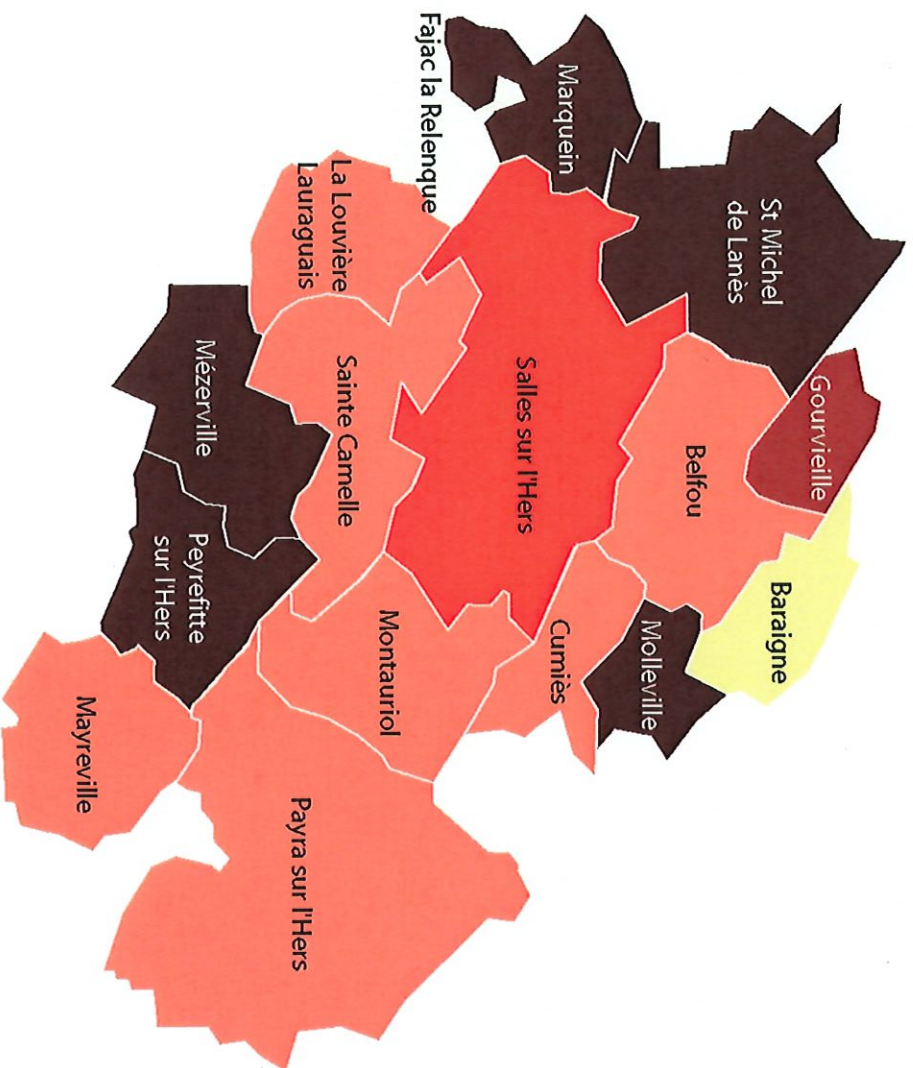 Fajac la Relenque
Marquein
St Michel
de Lanès
Gourvieille
Baraigne
La Louvière
Lauraguais
Salles sur l'Hers
Belfou
Mézerville
Sainte Camelle
Molleville
Cumiès
Peyrefitte
sur l'Hers
Montauriol
Mayreville
Payra sur l'Hers